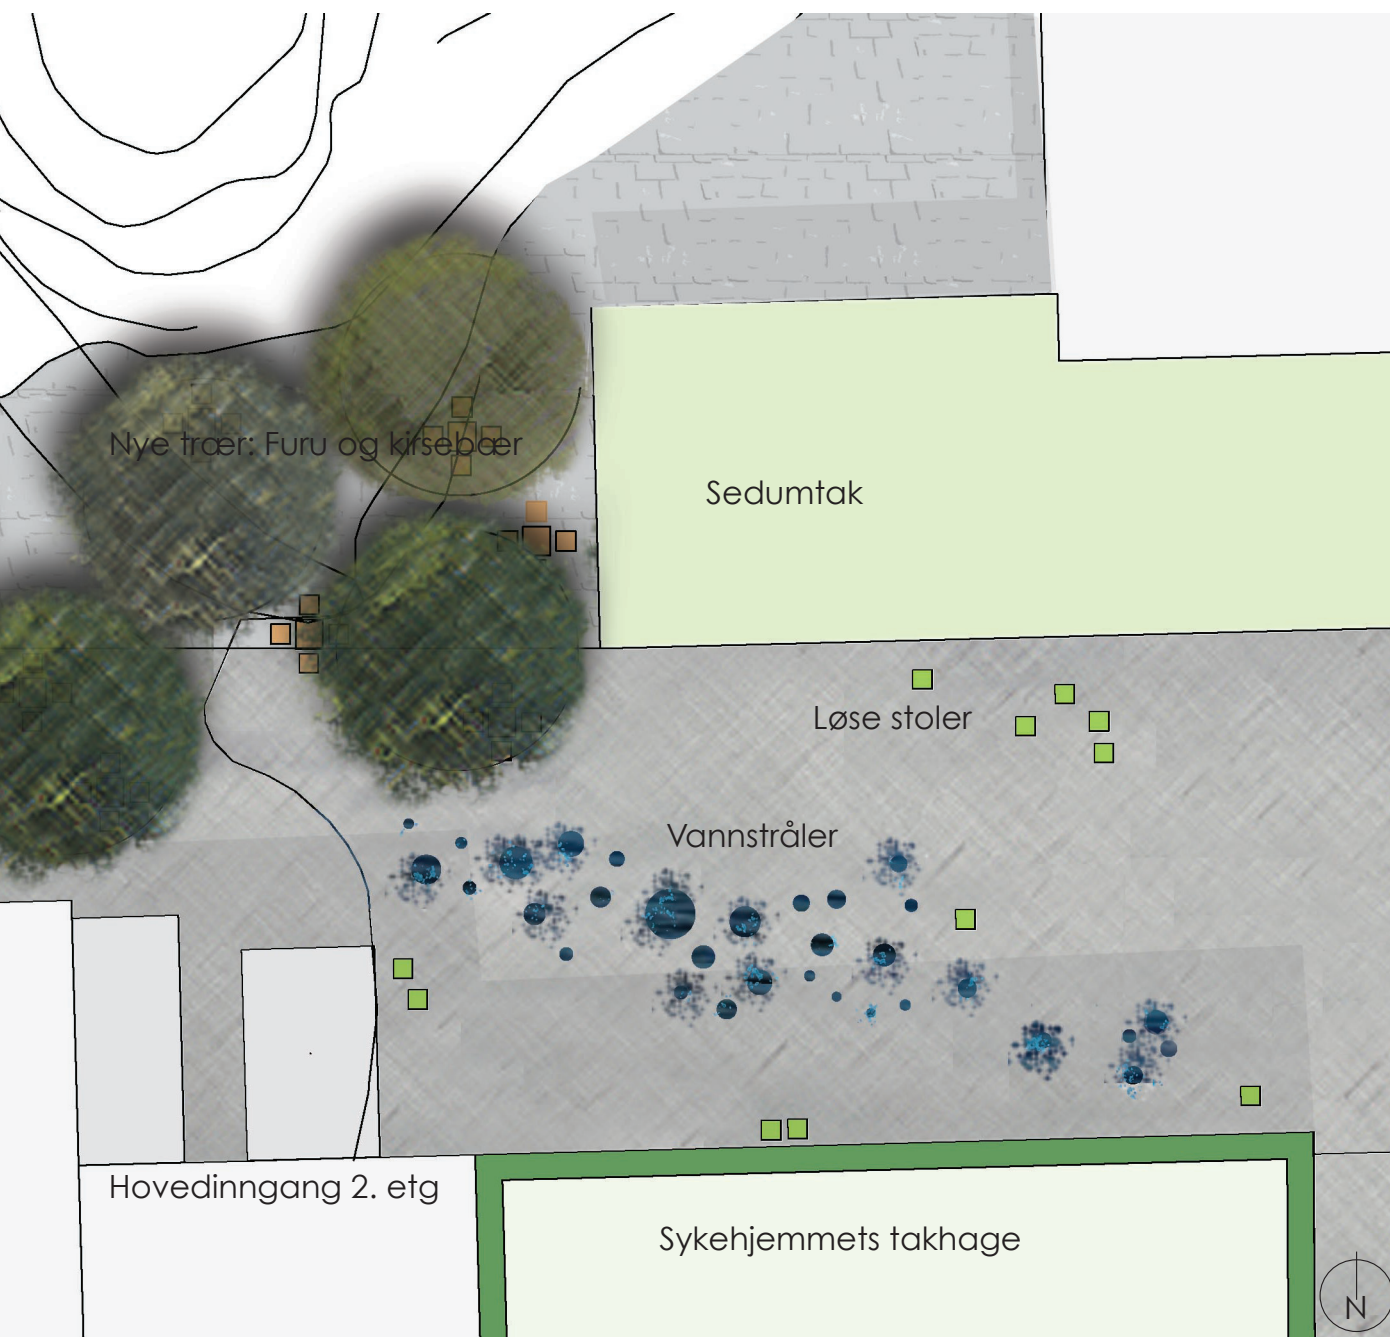 Nye trær: Furu og kirsebær
Sedumtak
Løse stoler
Vannstråler
Hovedinngang 2. etg
Sykehjemmets takhage
N